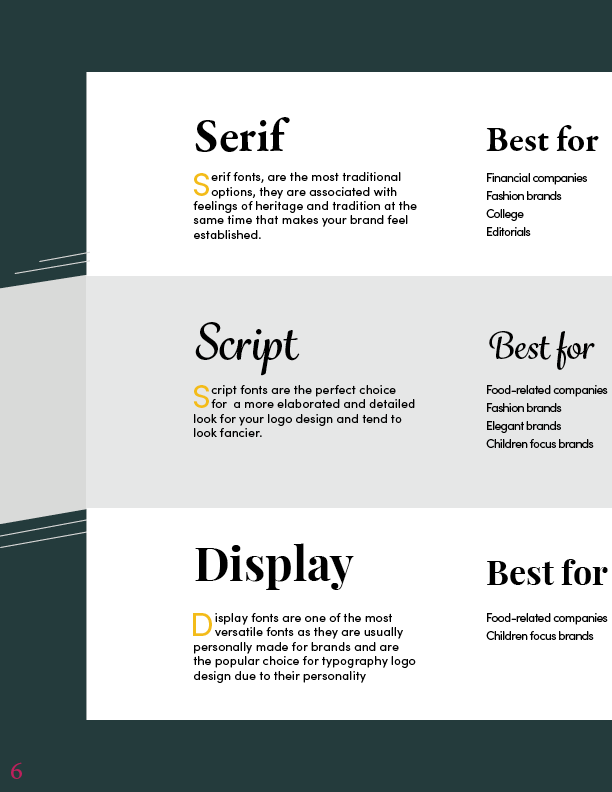 Serif
Serif fonts, are the most traditional
options, they are associated with
feelings of heritage and tradition at the
same time that makes your brand feel
established.
Best for
Financial companies
Fashion brands
College
Editorials
Script
Script fonts are the perfect choice
for  a more elaborated and detailed
look for your logo design and tend to
look fancier.
Best for
Food-related companies
Fashion brands
Elegant brands
Children focus brands
Display
Display fonts are one of the most
versatile fonts as they are usually
personally made for brands and are
the popular choice for typography logo
design due to their personality
Best for
Food-related companies
Children focus brands
6